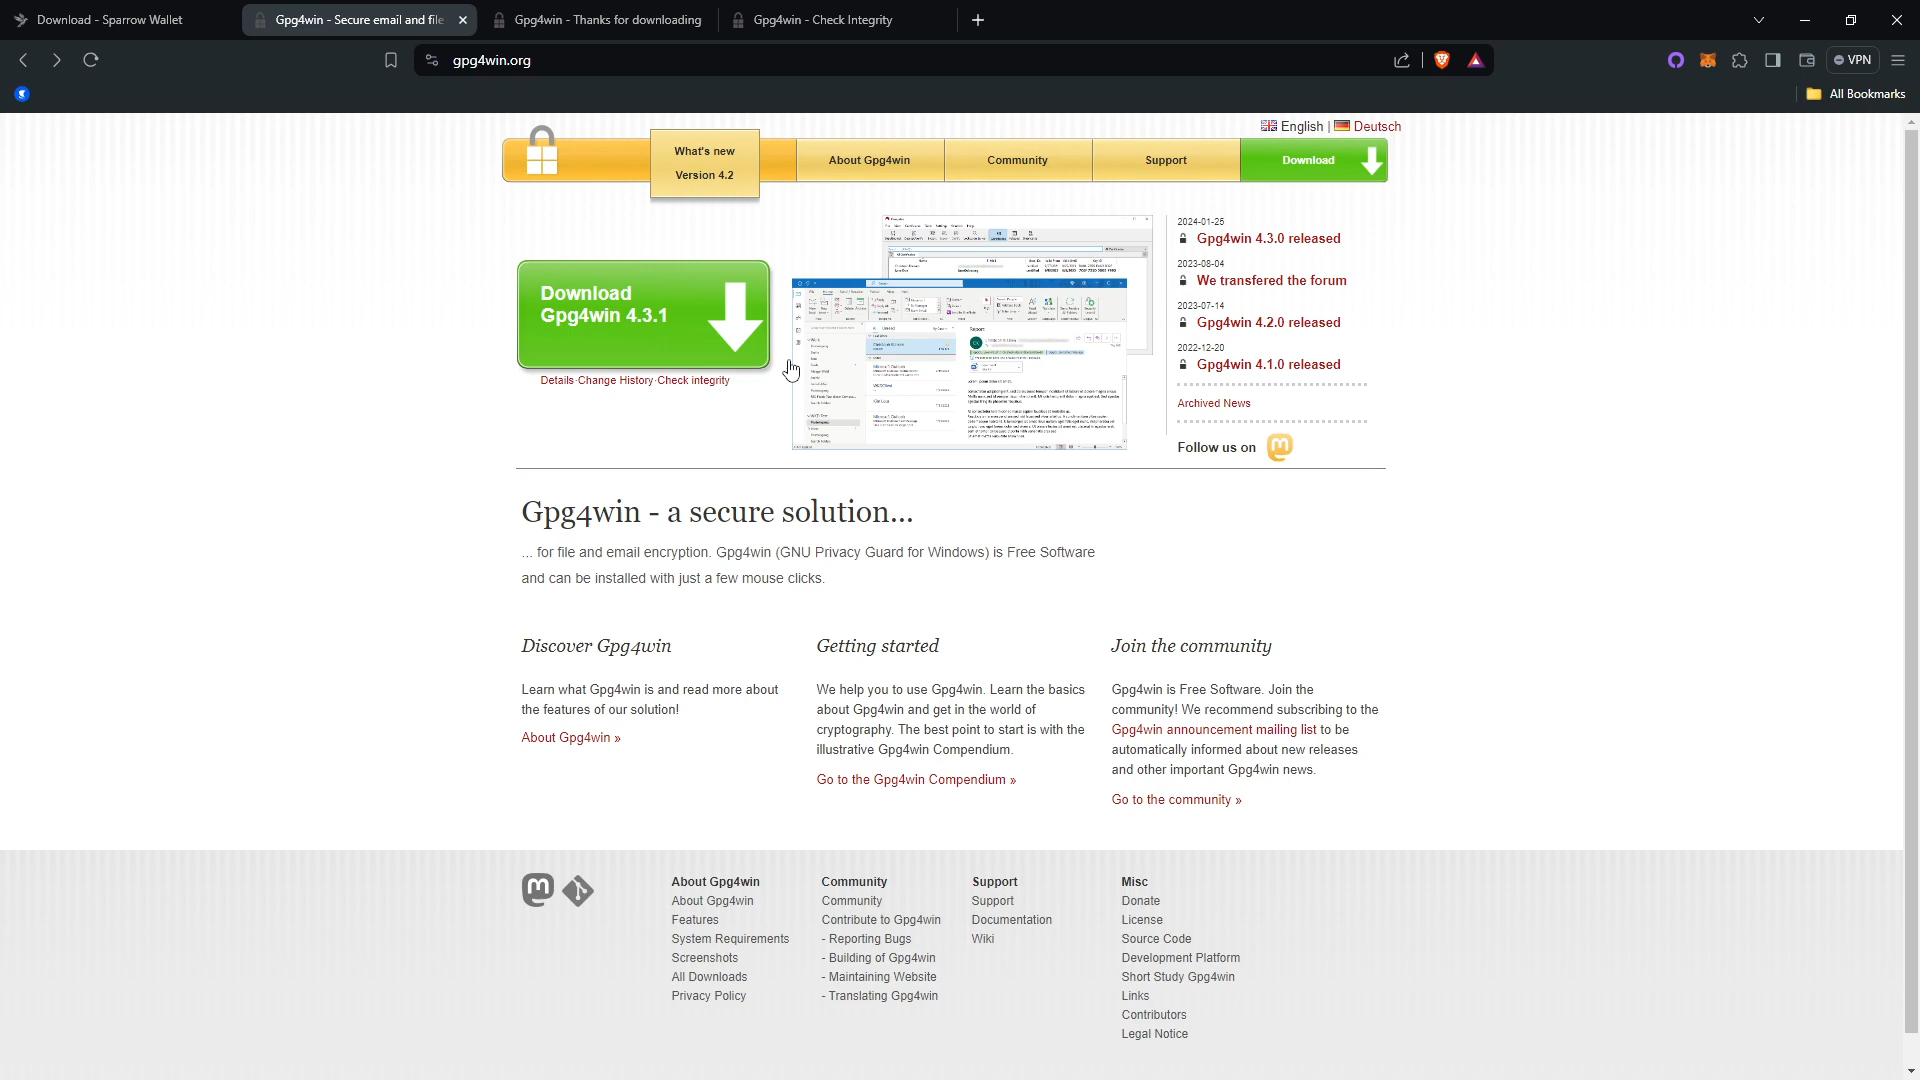 Download - Sparrow Wallet
Gpg4win - Secure email and file
Gpg4win - Thanks for downloading
Gpg4win - Check Integrity
gpg4win.org
VPN
All Bookmarks
English | Deutsch
What's new
Version 4.2
About Gpg4win
Community
Support
Download
Download
Gpg4win 4.3.1
Details·Change History·Check integrity
Report
2024-01-25
Gpg4win 4.3.0 released
2023-08-04
We transfered the forum
2023-07-14
Gpg4win 4.2.0 released
2022-12-20
Gpg4win 4.1.0 released
Archived News
Follow us on
Gpg4win - a secure solution...
... for file and email encryption. Gpg4win (GNU Privacy Guard for Windows) is Free Software
and can be installed with just a few mouse clicks.
Discover Gpg4win
Learn what Gpg4win is and read more about
the features of our solution!
About Gpg4win »
Getting started
We help you to use Gpg4win. Learn the basics
about Gpg4win and get in the world of
cryptography. The best point to start is with the
illustrative Gpg4win Compendium.
Go to the Gpg4win Compendium »
Join the community
Gpg4win is Free Software. Join the
community! We recommend subscribing to the
Gpg4win announcement mailing list to be
automatically informed about new releases
and other important Gpg4win news.
Go to the community »
About Gpg4win
About Gpg4win
Features
System Requirements
Screenshots
All Downloads
Privacy Policy
Community
Community
Contribute to Gpg4win
- Reporting Bugs
- Building of Gpg4win
- Maintaining Website
- Translating Gpg4win
Support
Support
Documentation
Wiki
Misc
Donate
License
Source Code
Development Platform
Short Study Gpg4win
Links
Contributors
Legal Notice